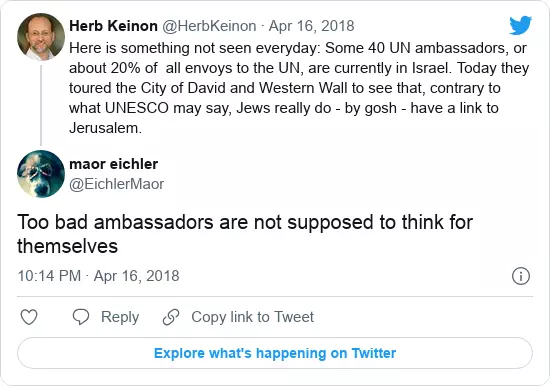 Herb Keinon @HerbKeinon · Apr 16, 2018
Here is something not seen everyday: Some 40 UN ambassadors, or
about 20% of  all envoys to the UN, are currently in Israel. Today they
toured the City of David and Western Wall to see that, contrary to
what UNESCO may say, Jews really do - by gosh - have a link to
Jerusalem.
maor eichler
@EichlerMaor
Too bad ambassadors are not supposed to think for
themselves
10:14 PM · Apr 16, 2018
Reply
Copy link to Tweet
Explore what's happening on Twitter